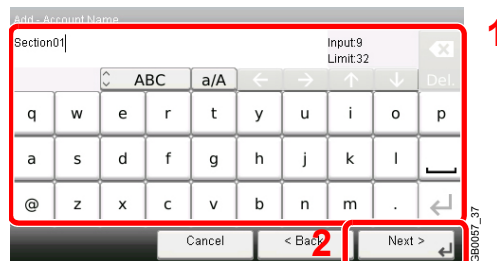 Add - Account Name
1
Section01 Input:9
Limit:32
ABC a/A ← → ↑ ↓ Del.
q w e r t y u i o p
a s d f g h j k l
@ z x c v b n m .
Cancel < Back Next >
2
GB0057_37